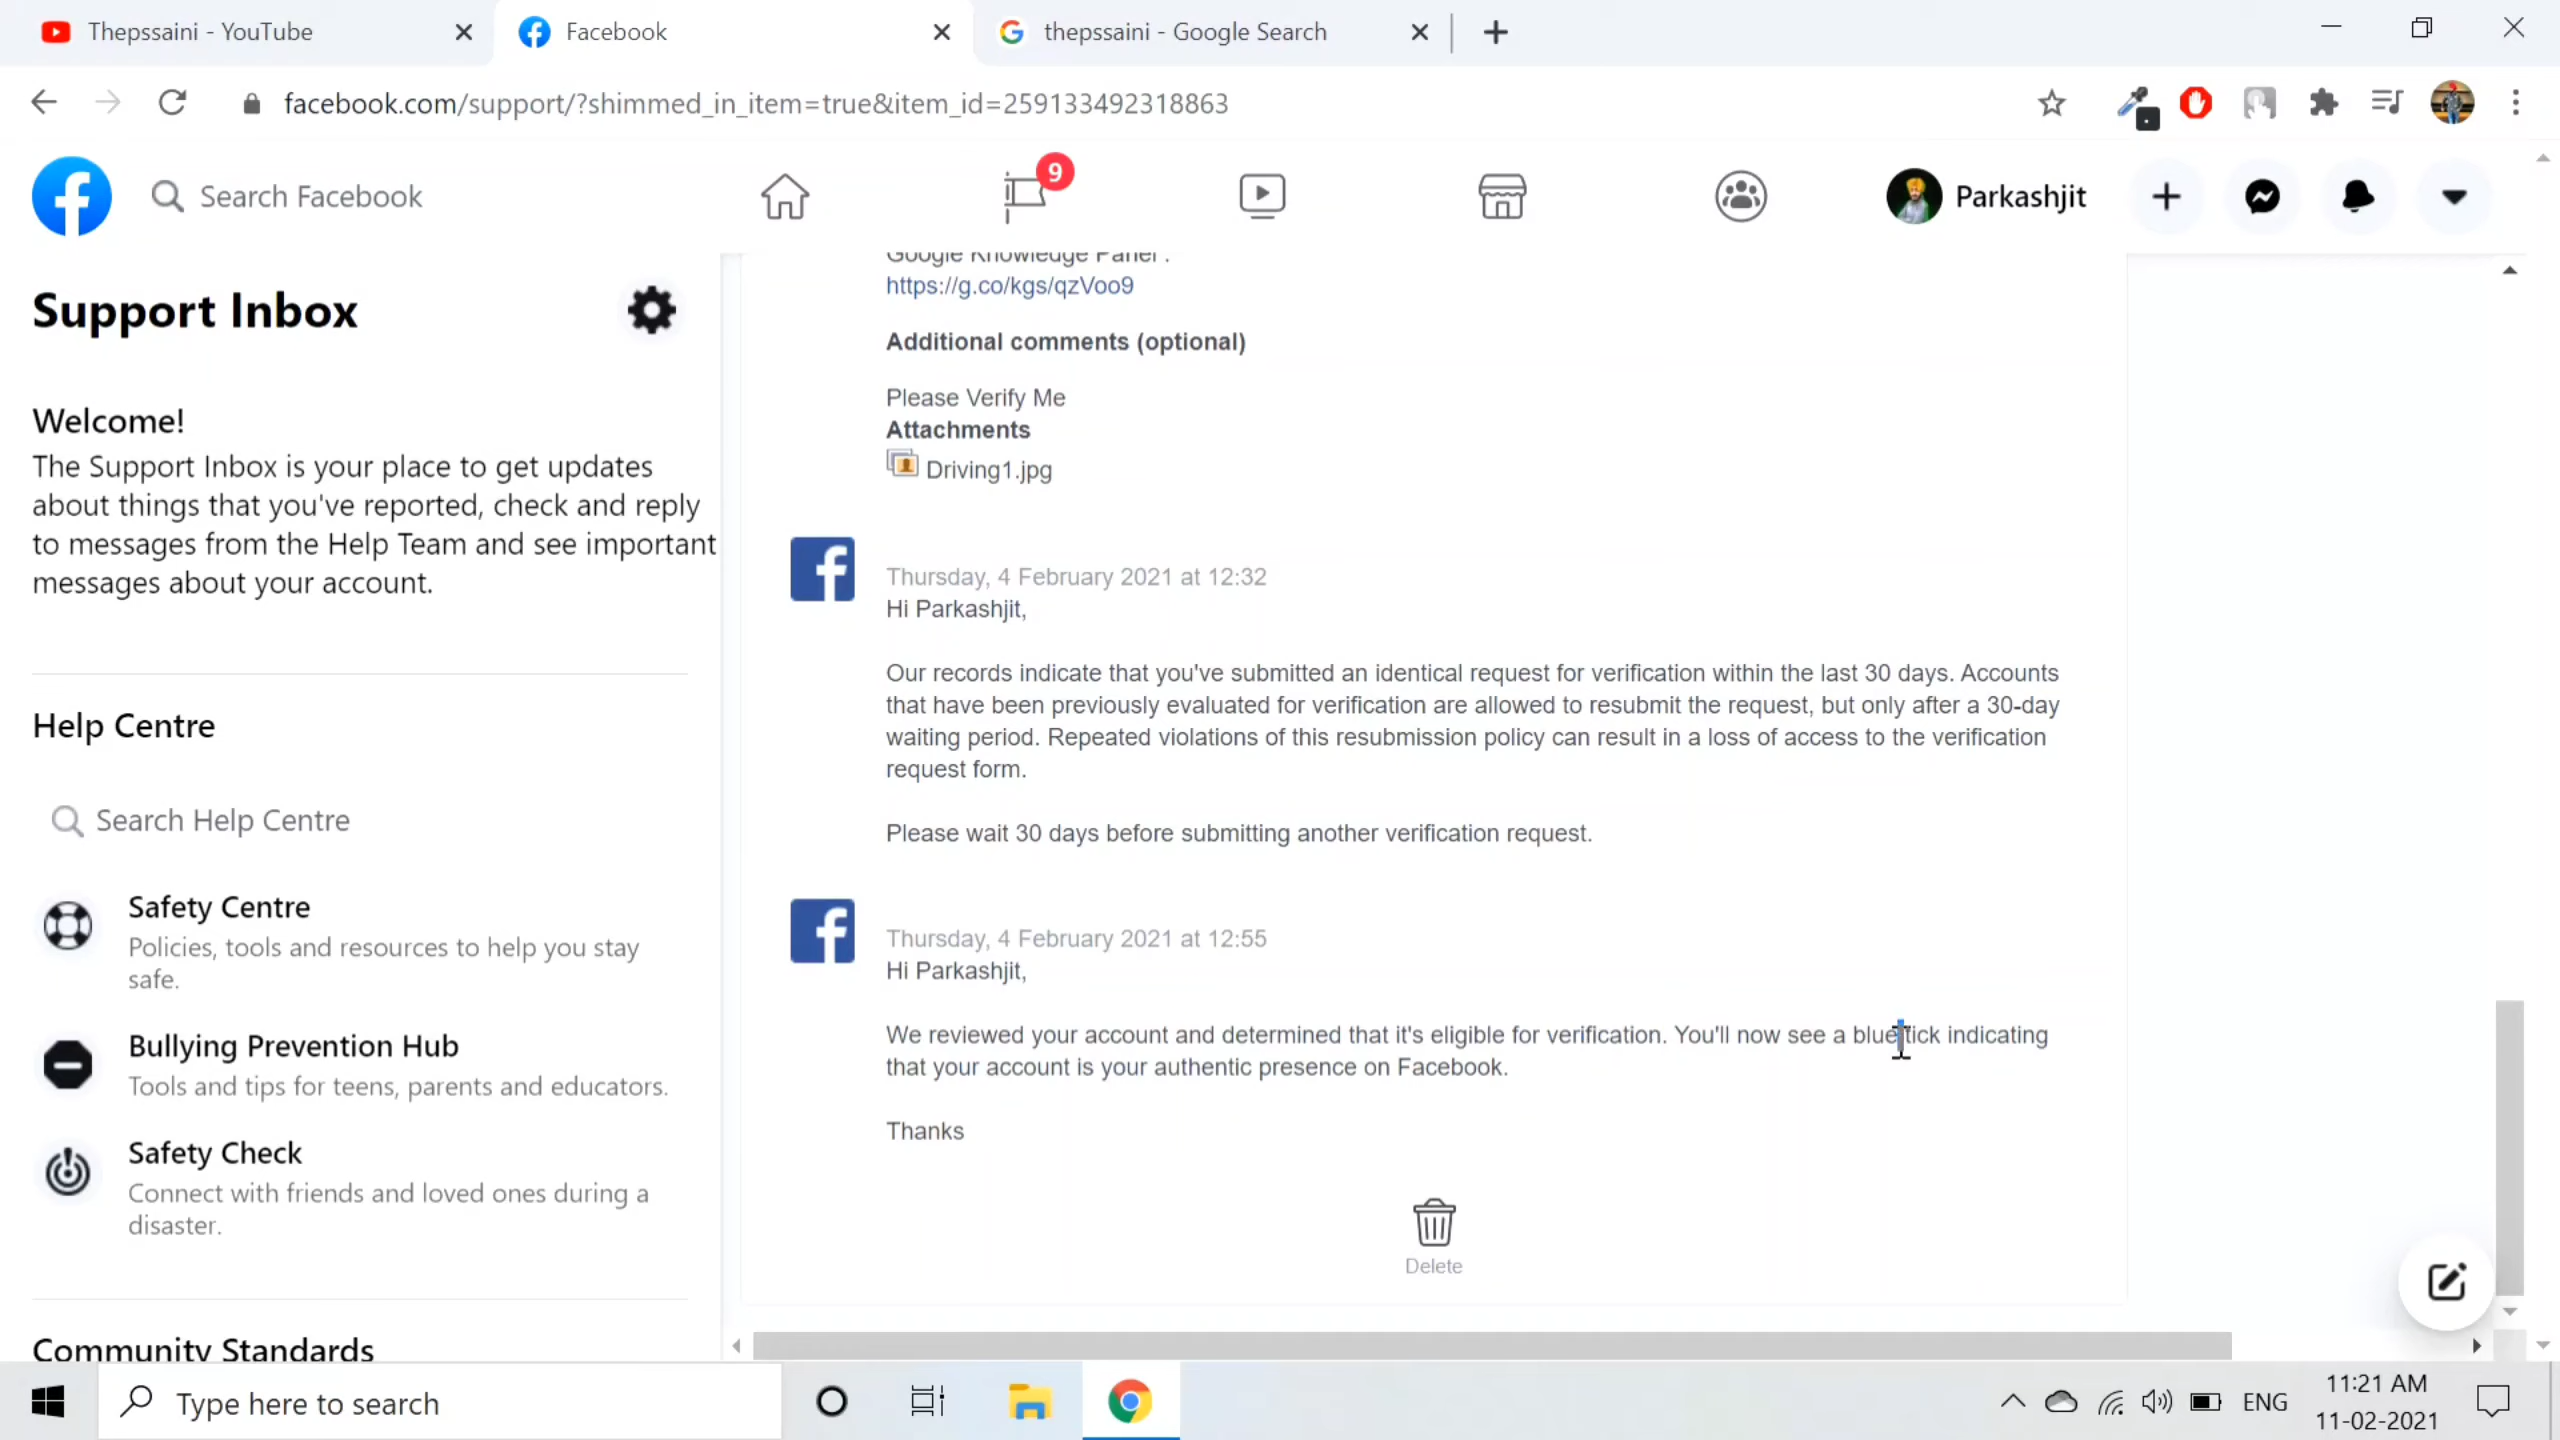 Thepssaini - YouTube
Facebook
thepssaini - Google Search
facebook.com/support/?shimmed_in_item=true&item_id=259133492318863
Search Facebook
9
Parkashjit
Support Inbox
Welcome!
The Support Inbox is your place to get updates
about things that you've reported, check and reply
to messages from the Help Team and see important
messages about your account.
Help Centre
Search Help Centre
Safety Centre
Policies, tools and resources to help you stay
safe.
Bullying Prevention Hub
Tools and tips for teens, parents and educators.
Safety Check
Connect with friends and loved ones during a
disaster.
Community Standards
Google Knowledge Panel :
https://g.co/kgs/qzVoo9
Additional comments (optional)
Please Verify Me
Attachments
Driving1.jpg
Thursday, 4 February 2021 at 12:32
Hi Parkashjit,
Our records indicate that you've submitted an identical request for verification within the last 30 days. Accounts
that have been previously evaluated for verification are allowed to resubmit the request, but only after a 30-day
waiting period. Repeated violations of this resubmission policy can result in a loss of access to the verification
request form.
Please wait 30 days before submitting another verification request.
Thursday, 4 February 2021 at 12:55
Hi Parkashjit,
We reviewed your account and determined that it's eligible for verification. You'll now see a blue tick indicating
that your account is your authentic presence on Facebook.
Thanks
Delete
Type here to search
ENG
11:21 AM
11-02-2021